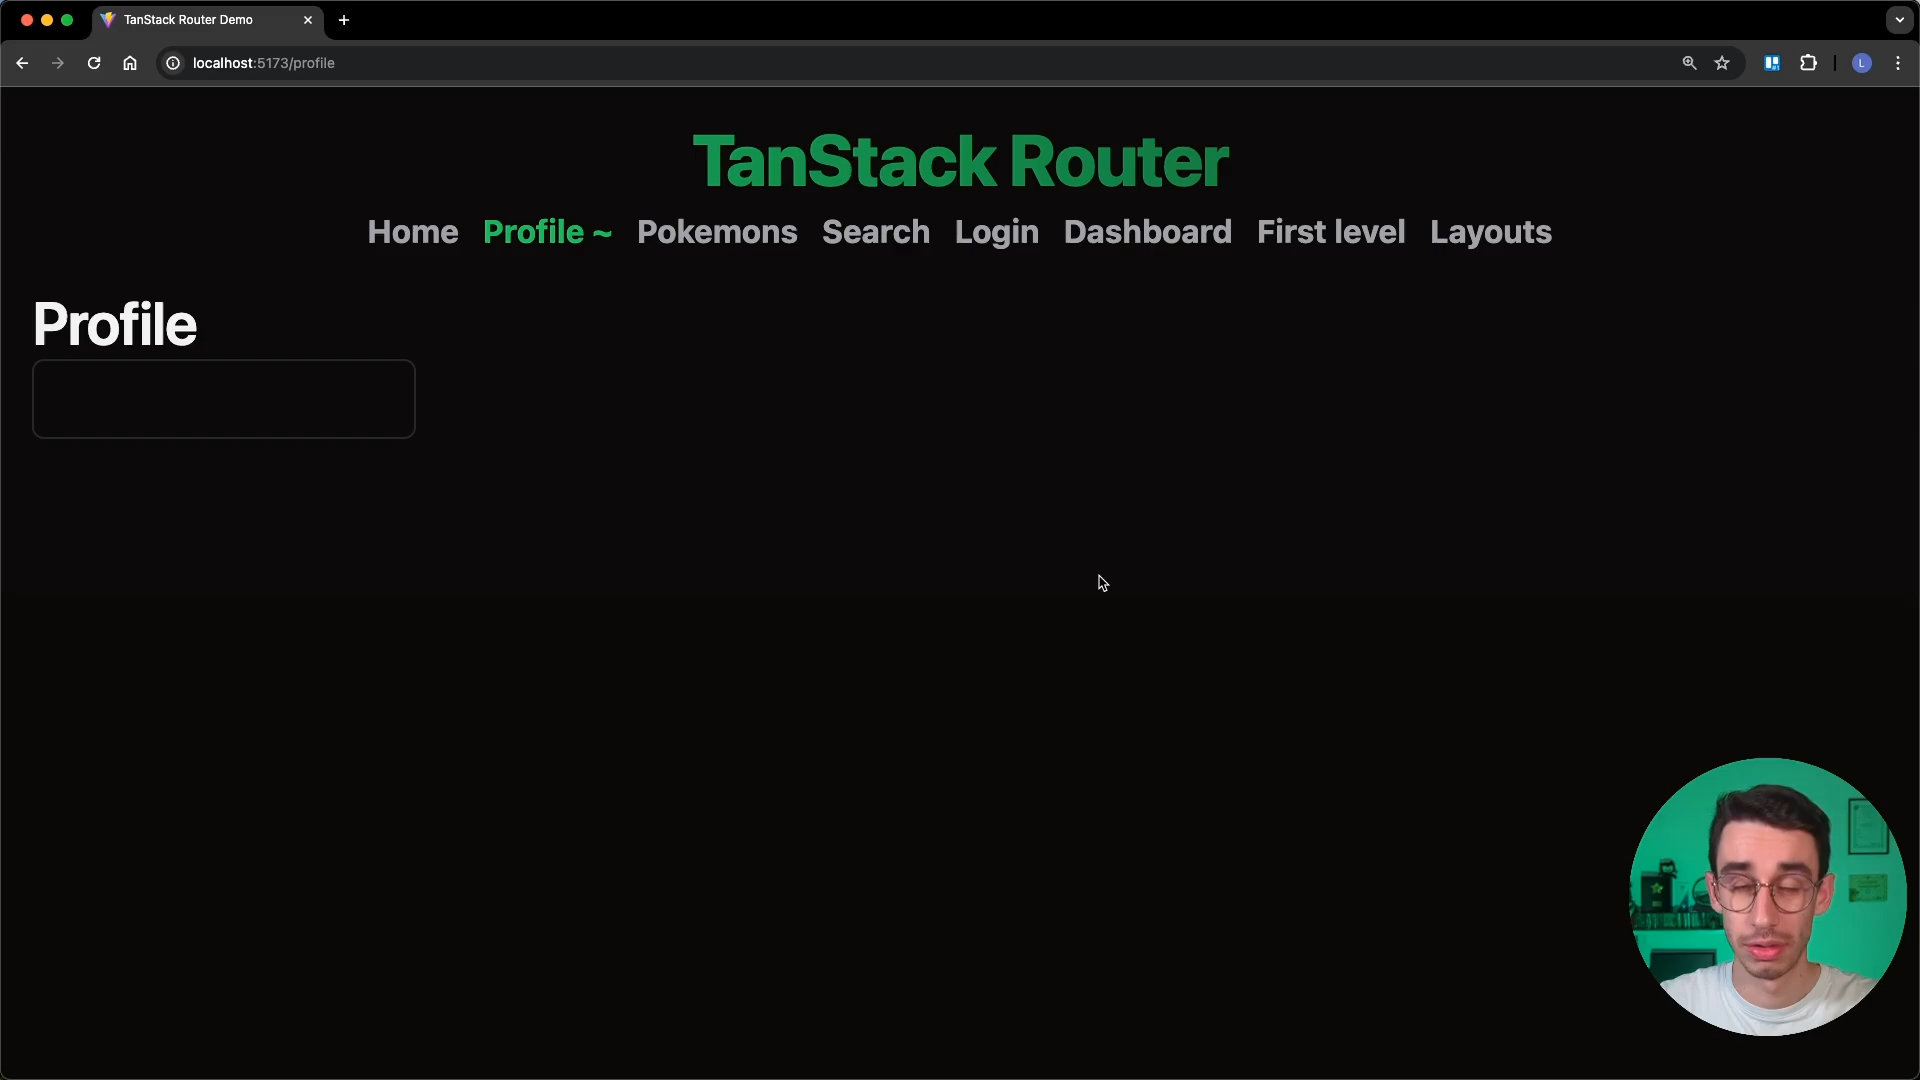 TanStack Router Demo
localhost:5173/profile
L
TanStack Router
Home Profile ~ Pokemons Search Login Dashboard First level Layouts
Profile